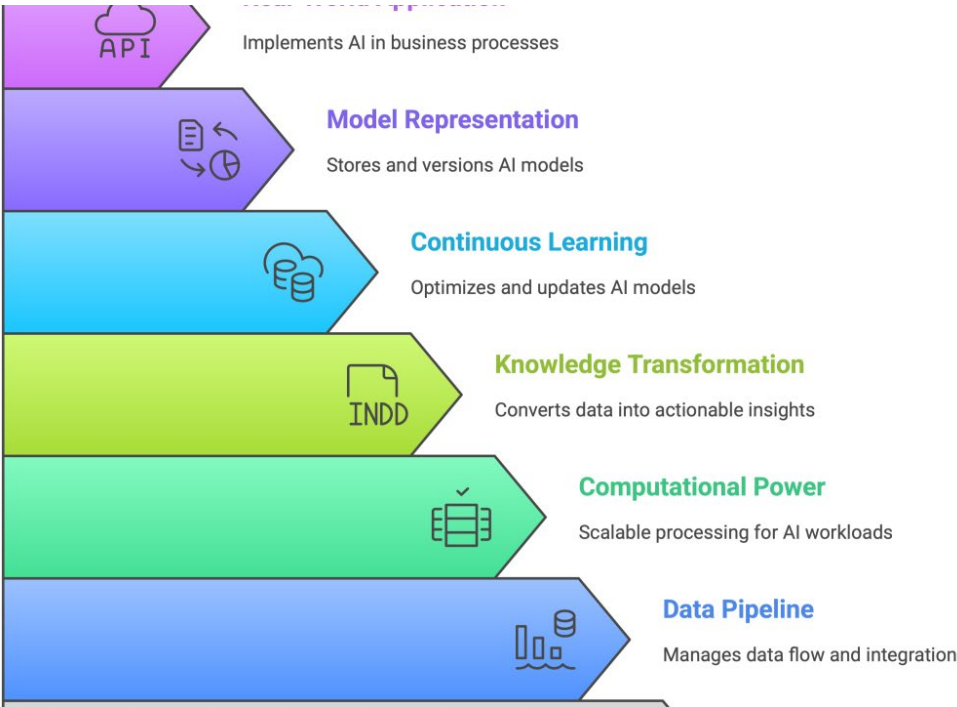 API
Implements AI in business processes
Model Representation
Stores and versions AI models
Continuous Learning
Optimizes and updates AI models
Knowledge Transformation
Converts data into actionable insights
INDD
Computational Power
Scalable processing for AI workloads
Data Pipeline
Manages data flow and integration